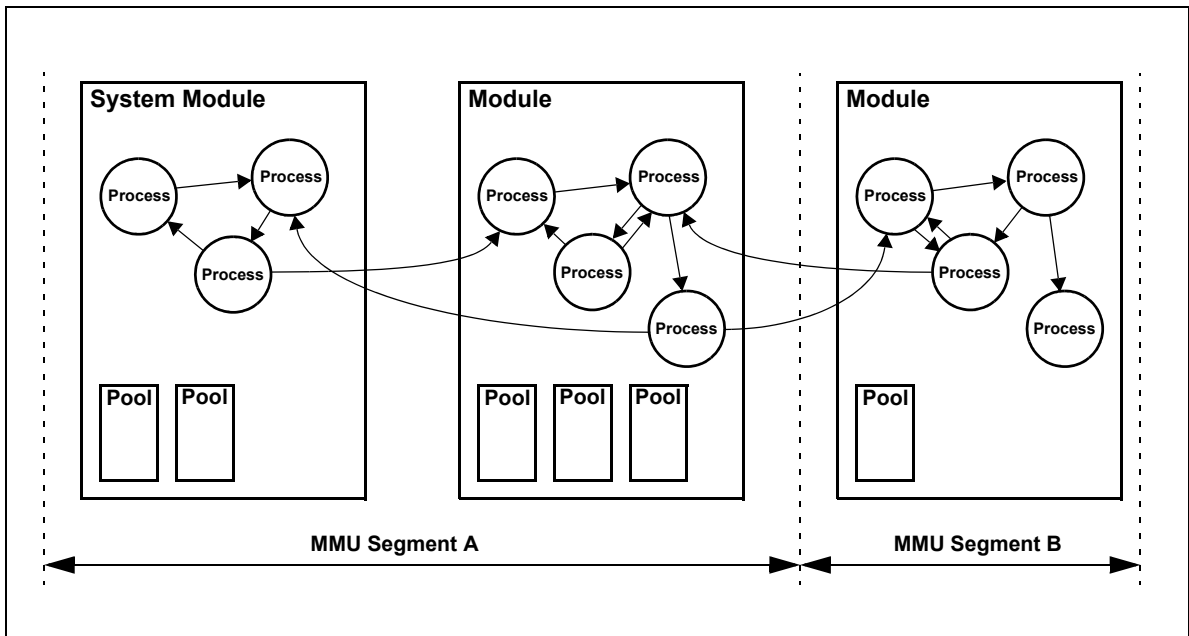 System Module
Module
Module
Process
Process
Process
Process
Process
Process
Process
Process
Process
Process
Process
Pool
Pool
Pool
Pool
Pool
Pool
MMU Segment A
MMU Segment B